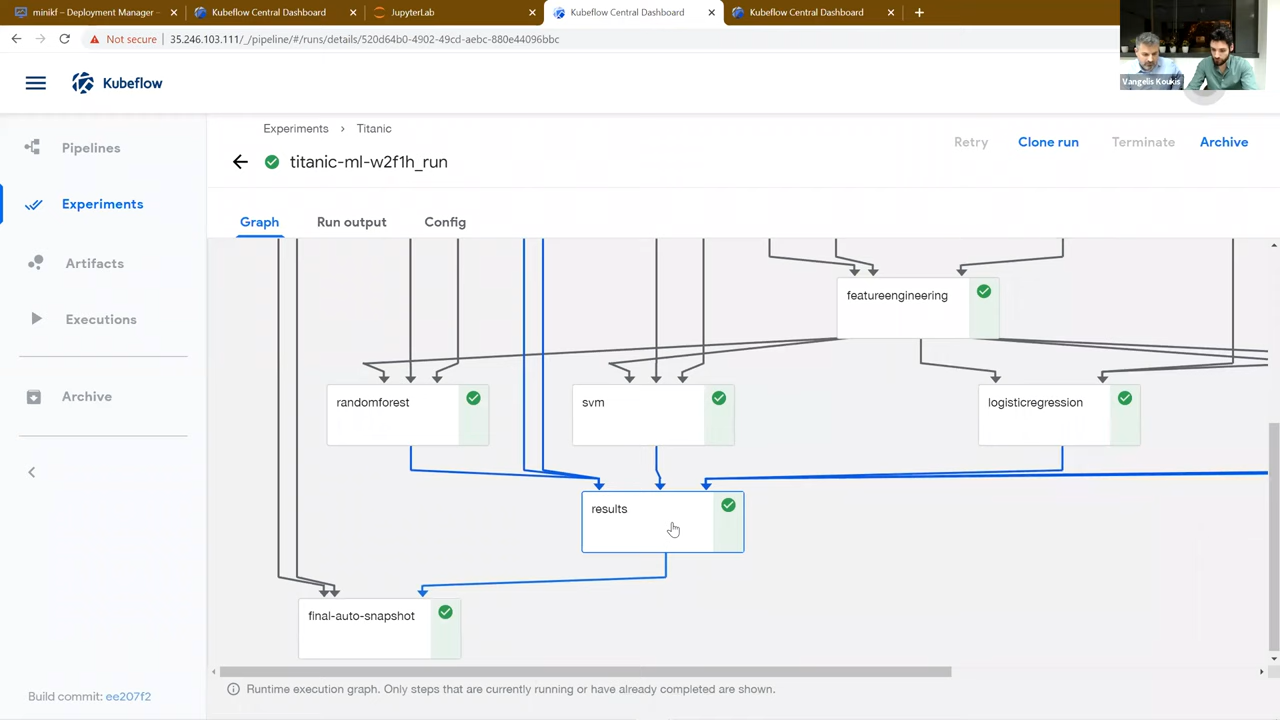 minikf – Deployment Manager –
Kubeflow Central Dashboard
JupyterLab
Kubeflow Central Dashboard
Kubeflow Central Dashboard
Not secure
35.246.103.111/_/pipeline/#/runs/details/520d64b0-4902-49cd-aebc-880e44096bbc
Vangelis Koukis
Kubeflow
Experiments > Titanic
titanic-ml-w2f1h_run
Retry
Clone run
Terminate
Archive
Pipelines
Experiments
Artifacts
Executions
Archive
Graph
Run output
Config
featureengineering
randomforest
svm
logisticregression
results
final-auto-snapshot
Runtime execution graph. Only steps that are currently running or have already completed are shown.
Build commit: ee207f2